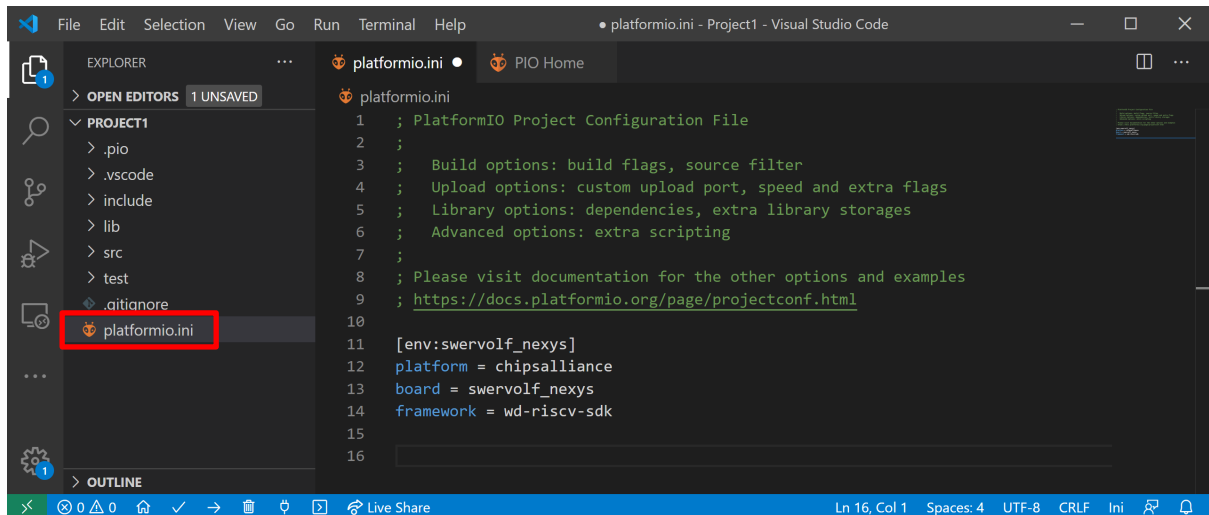 File Edit Selection View Go Run Terminal Help ● platformio.ini - Project1 - Visual Studio Code
EXPLORER ···
OPEN EDITORS 1 UNSAVED
PROJECT1
.pio
.vscode
include
lib
src
test
.gitignore
platformio.ini
OUTLINE
1
1
platformio.ini ● PIO Home
platformio.ini
1 ; PlatformIO Project Configuration File
2 ;
3 ;   Build options: build flags, source filter
4 ;   Upload options: custom upload port, speed and extra flags
5 ;   Library options: dependencies, extra library storages
6 ;   Advanced options: extra scripting
7 ;
8 ; Please visit documentation for the other options and examples
9 ; https://docs.platformio.org/page/projectconf.html
10
11 [env:swervolf_nexys]
12 platform = chipsalliance
13 board = swervolf_nexys
14 framework = wd-riscv-sdk
15
16
0 0 Live Share Ln 16, Col 1 Spaces: 4 UTF-8 CRLF Ini